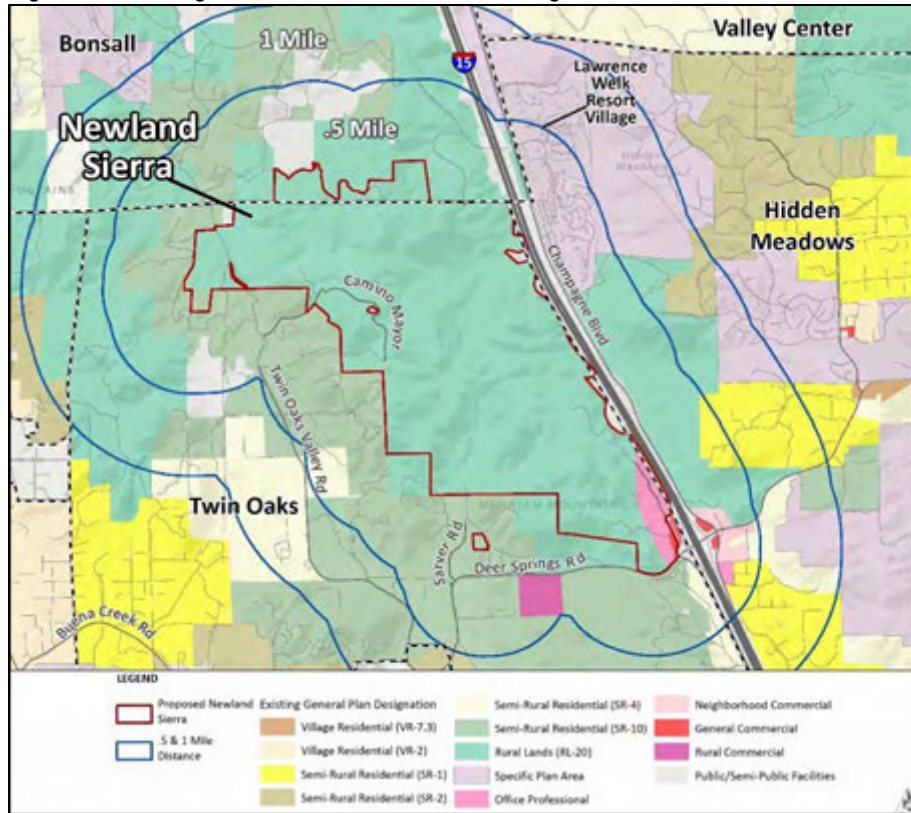 Bonsall
1 Mile
15
Valley Center
Lawrence
Welk
Resort
Village
.5 Mile
Newland
Sierra
Hidden
Meadows
Camino Mayor
Champagne Blvd
Twin Oaks Valley Rd
Twin Oaks
Sarver Rd
Deer Springs Rd
Buena Creek Rd
LEGEND
Proposed Newland
Sierra
.5 & 1 Mile
Distance
Existing General Plan Designation
Village Residential (VR-7.3)
Village Residential (VR-2)
Semi-Rural Residential (SR-1)
Semi-Rural Residential (SR-2)
Semi-Rural Residential (SR-4)
Semi-Rural Residential (SR-10)
Rural Lands (RL-20)
Specific Plan Area
Office Professional
Neighborhood Commercial
General Commercial
Rural Commercial
Public/Semi-Public Facilities